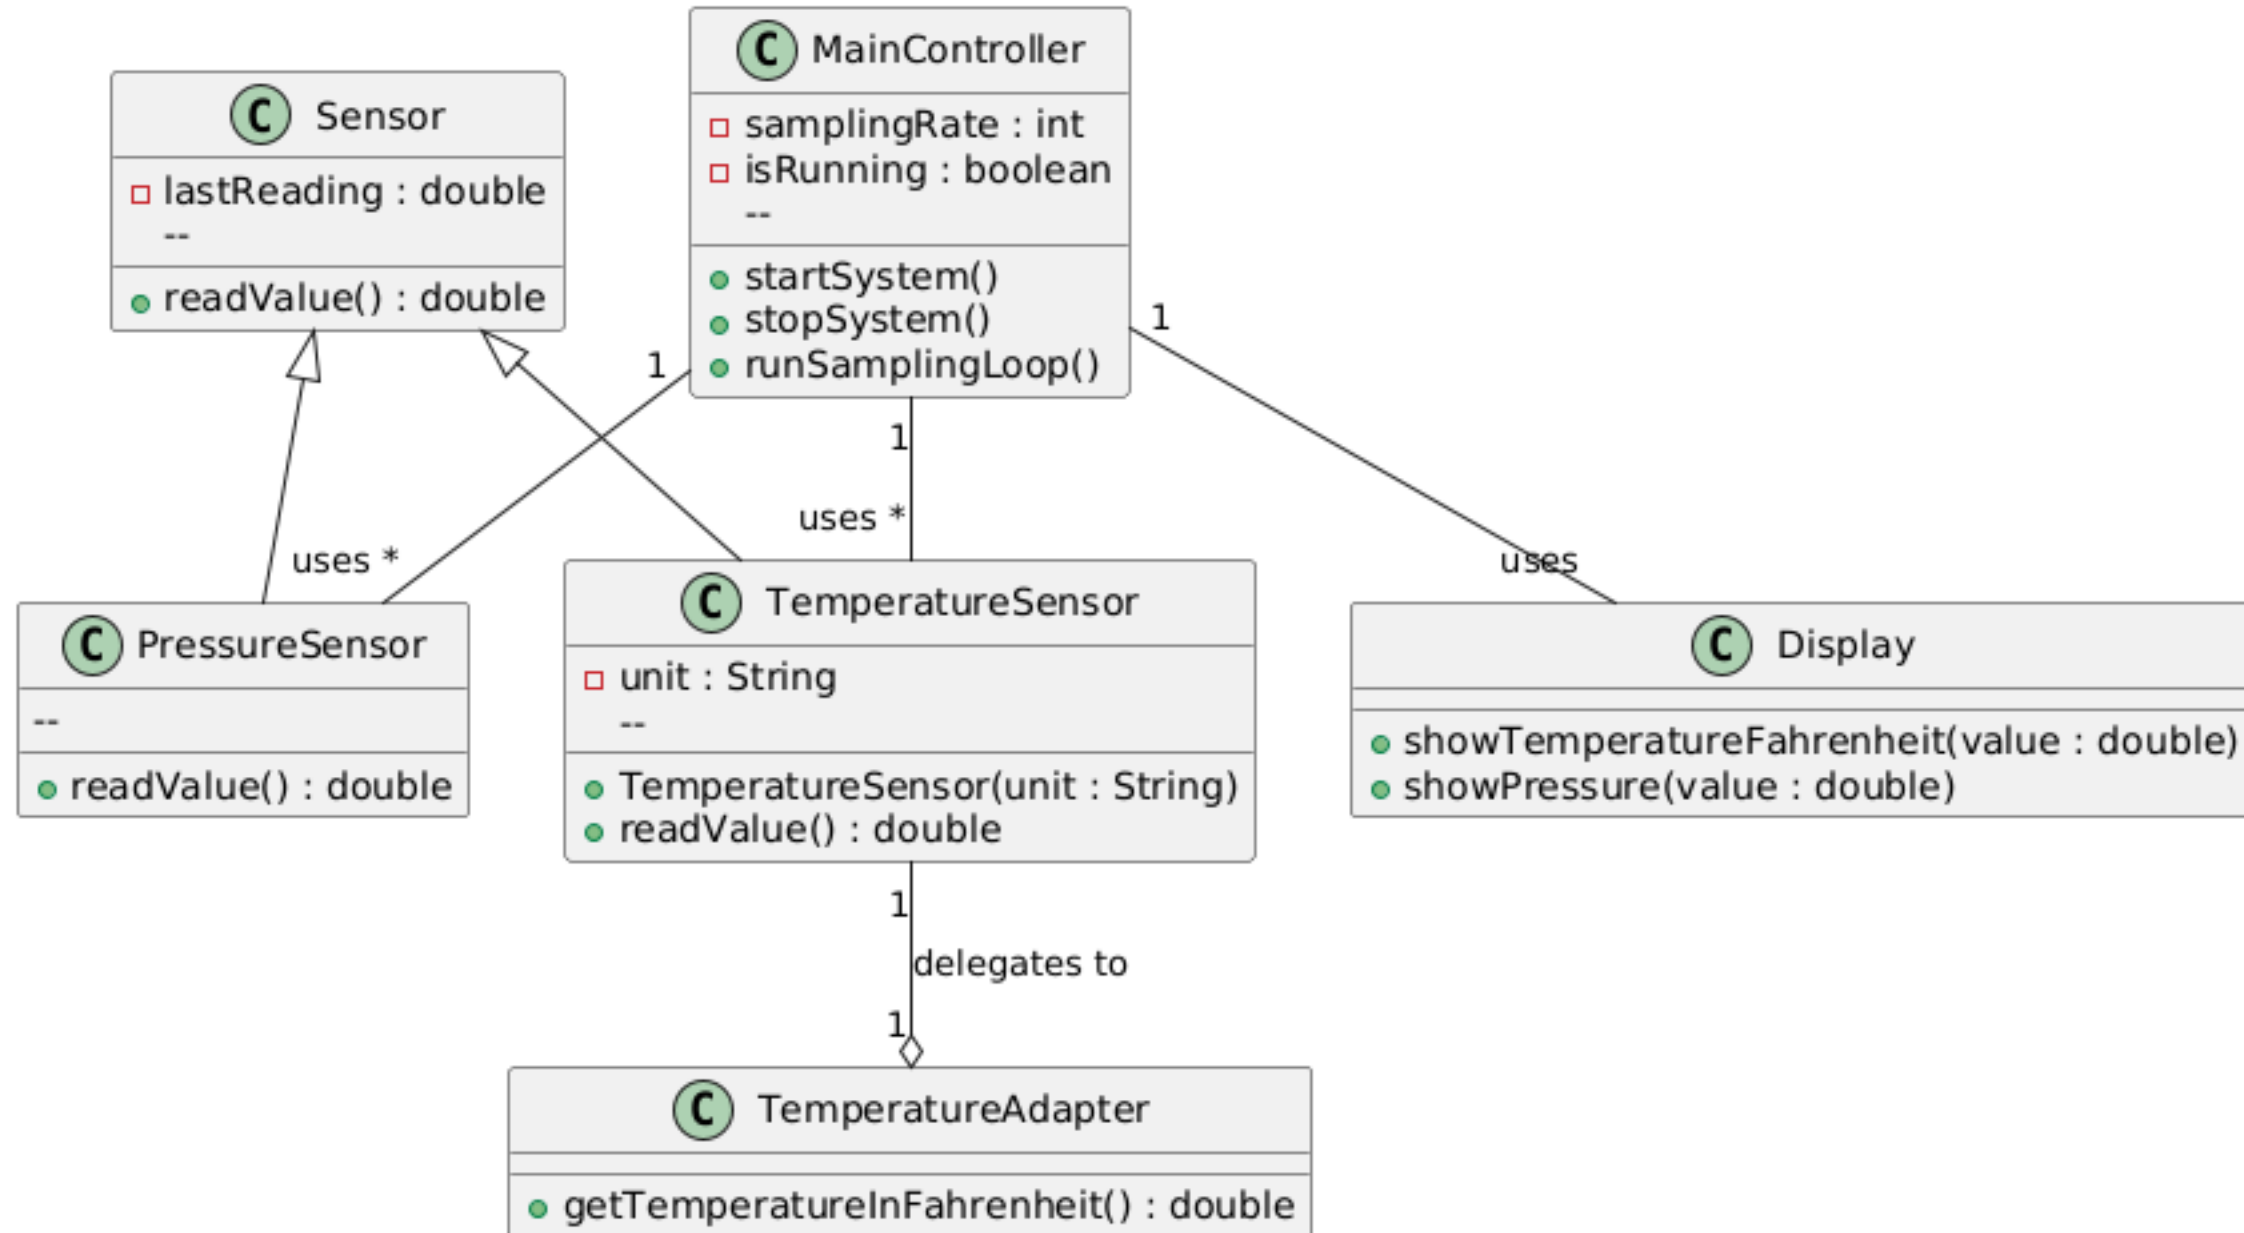 C MainController
samplingRate : int
isRunning : boolean
--
startSystem()
stopSystem()
runSamplingLoop()
C Sensor
lastReading : double
--
readValue() : double
1
1
1
uses *
uses *
uses
C PressureSensor
--
readValue() : double
C TemperatureSensor
unit : String
--
TemperatureSensor(unit : String)
readValue() : double
C Display
showTemperatureFahrenheit(value : double)
showPressure(value : double)
1
delegates to
1
C TemperatureAdapter
getTemperatureInFahrenheit() : double